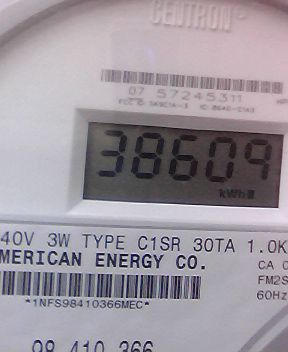 CENTRON
07 57245311
38609
kWh
40V 3W TYPE C1SR 30TA 1.0K
MERICAN ENERGY CO.
CA 0
FM2S
60Hz
*1NFS98410366MEC*
98 410 366